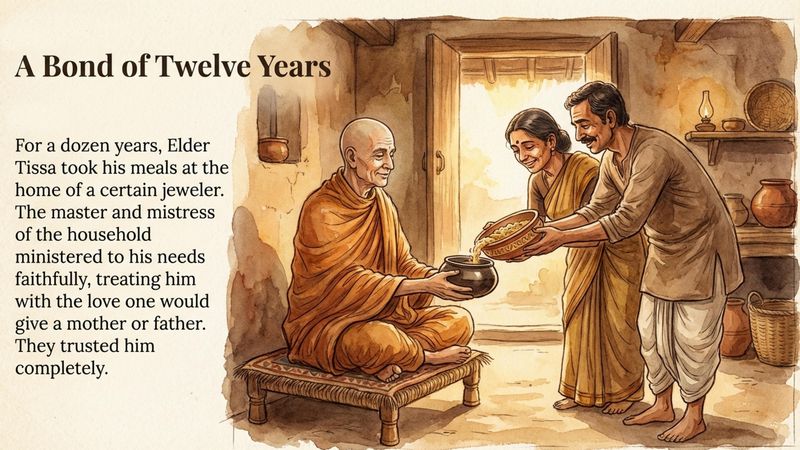 A Bond of Twelve Years
For a dozen years, Elder
Tissa took his meals at the
home of a certain jeweler.
The master and mistress
of the household
ministered to his needs
faithfully, treating him
with the love one would
give a mother or father.
They trusted him
completely.